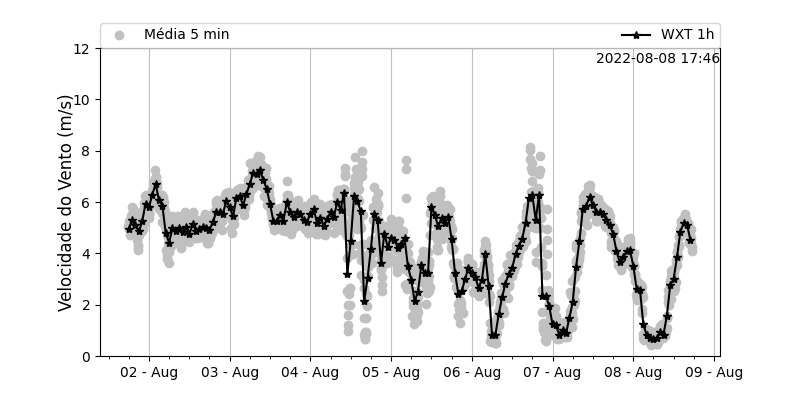 Média 5 min
WXT 1h
2022-08-08 17:46
Velocidade do Vento (m/s)
12
10
8
6
4
2
0
02 - Aug
03 - Aug
04 - Aug
05 - Aug
06 - Aug
07 - Aug
08 - Aug
09 - Aug